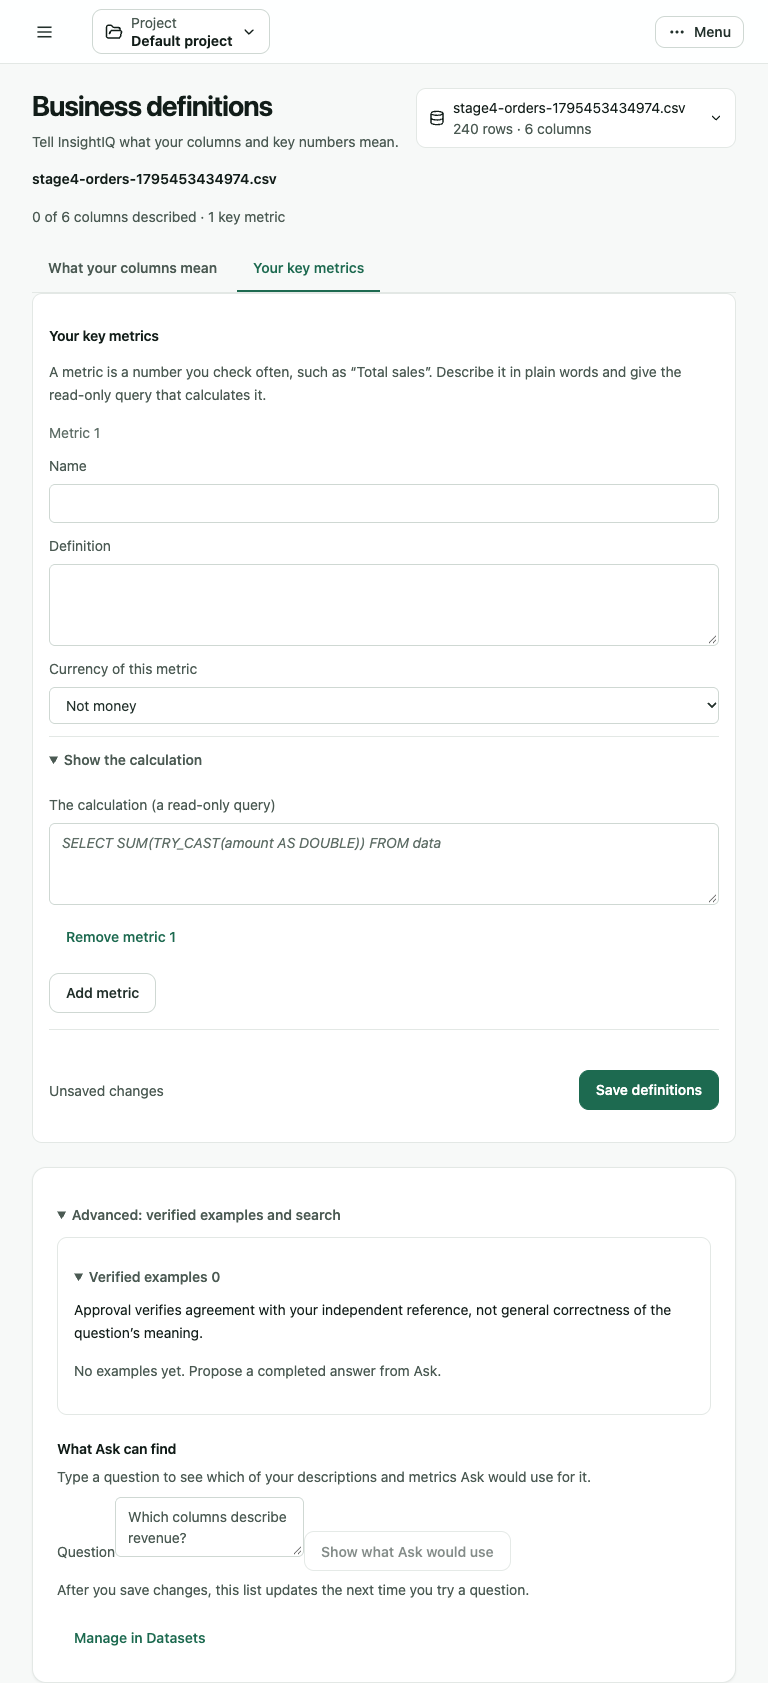 Project
Default project
Menu
Business definitions
Tell InsightIQ what your columns and key numbers mean.
stage4-orders-1795453434974.csv
240 rows · 6 columns
stage4-orders-1795453434974.csv
0 of 6 columns described · 1 key metric
What your columns mean
Your key metrics
Your key metrics
A metric is a number you check often, such as “Total sales”. Describe it in plain words and give the
read-only query that calculates it.
Metric 1
Name
Definition
Currency of this metric
Not money
Show the calculation
The calculation (a read-only query)
SELECT SUM(TRY_CAST(amount AS DOUBLE)) FROM data
Remove metric 1
Add metric
Unsaved changes
Save definitions
Advanced: verified examples and search
Verified examples 0
Approval verifies agreement with your independent reference, not general correctness of the
question’s meaning.
No examples yet. Propose a completed answer from Ask.
What Ask can find
Type a question to see which of your descriptions and metrics Ask would use for it.
Question
Which columns describe
revenue?
Show what Ask would use
After you save changes, this list updates the next time you try a question.
Manage in Datasets